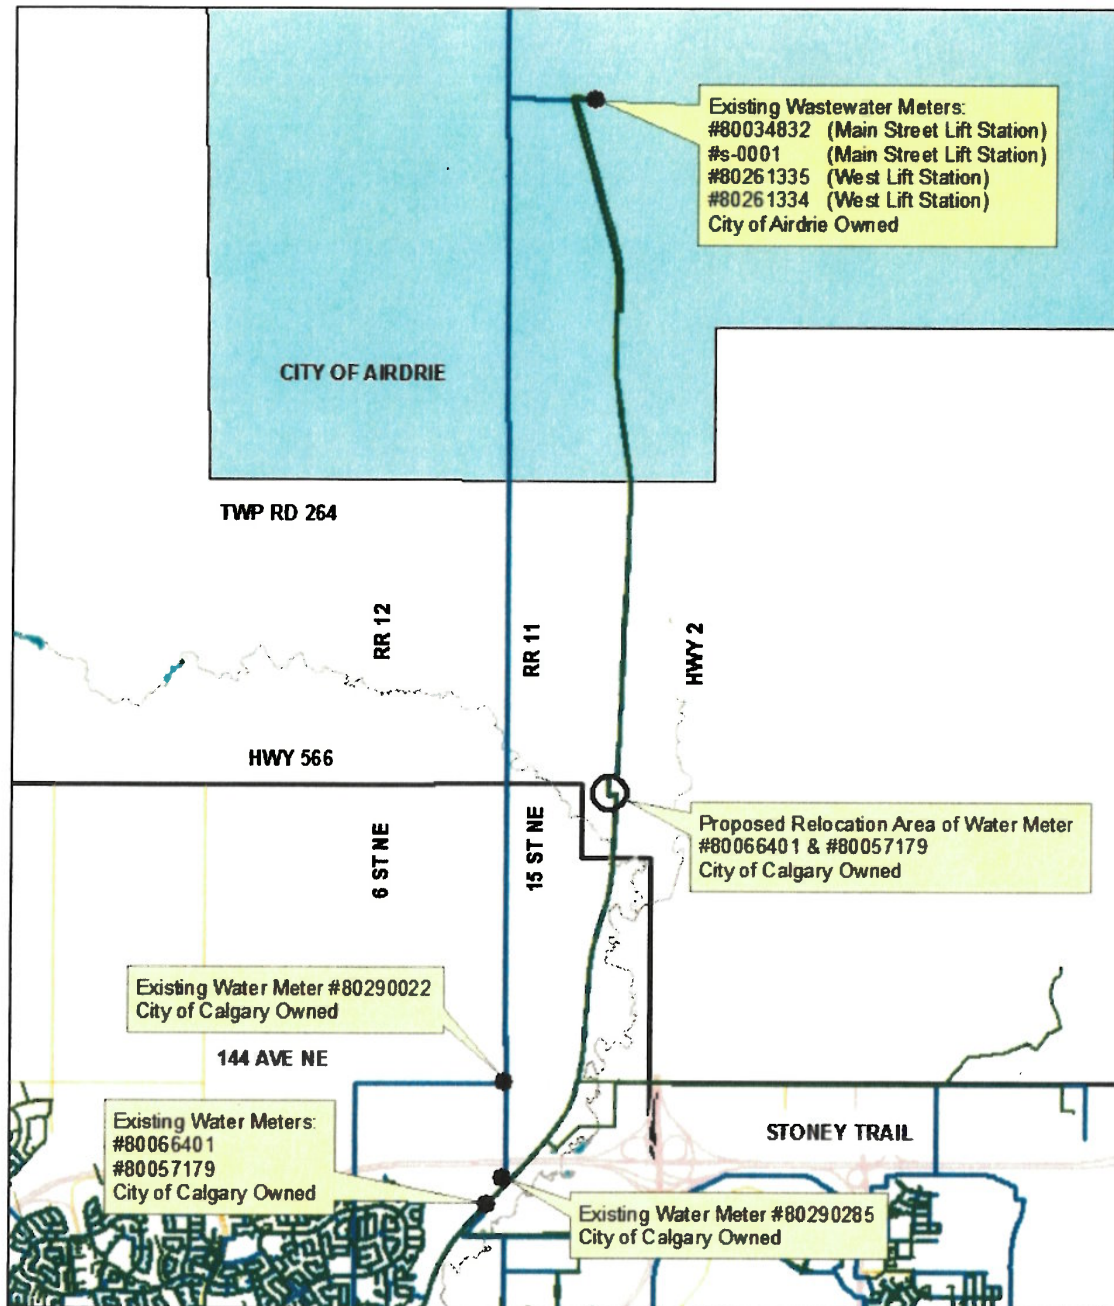 Existing Wastewater Meters:
#80034832 (Main Street Lift Station)
#s-0001 (Main Street Lift Station)
#80261335 (West Lift Station)
#80261334 (West Lift Station)
City of Airdrie Owned
CITY OF AIRDRIE
TWP RD 264
RR 12
RR 11
HWY 2
HWY 566
Proposed Relocation Area of Water Meter
#80066401 & #80057179
City of Calgary Owned
6 ST NE
15 ST NE
Existing Water Meter #80290022
City of Calgary Owned
144 AVE NE
Existing Water Meters:
#80066401
#80057179
City of Calgary Owned
STONEY TRAIL
Existing Water Meter #80290285
City of Calgary Owned